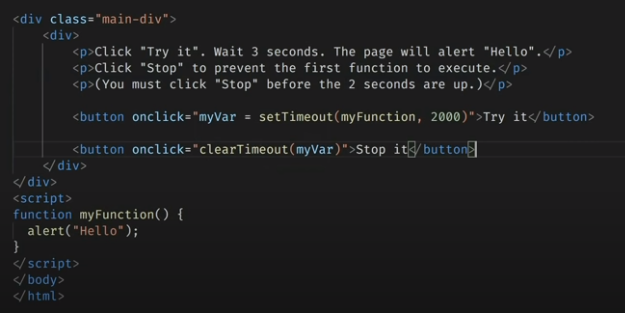 <div class="main-div">
<div>
<p>Click "Try it". Wait 3 seconds. The page will alert "Hello".</p>
<p>Click "Stop" to prevent the first function to execute.</p>
<p>(You must click "Stop" before the 2 seconds are up.)</p>
<button onclick="myVar = setTimeout(myFunction, 2000)">Try it</button>
<button onclick="clearTimeout(myVar)">Stop it</button>
</div>
</div>
<script>
function myFunction() {
alert("Hello");
}
</script>
</body>
</html>